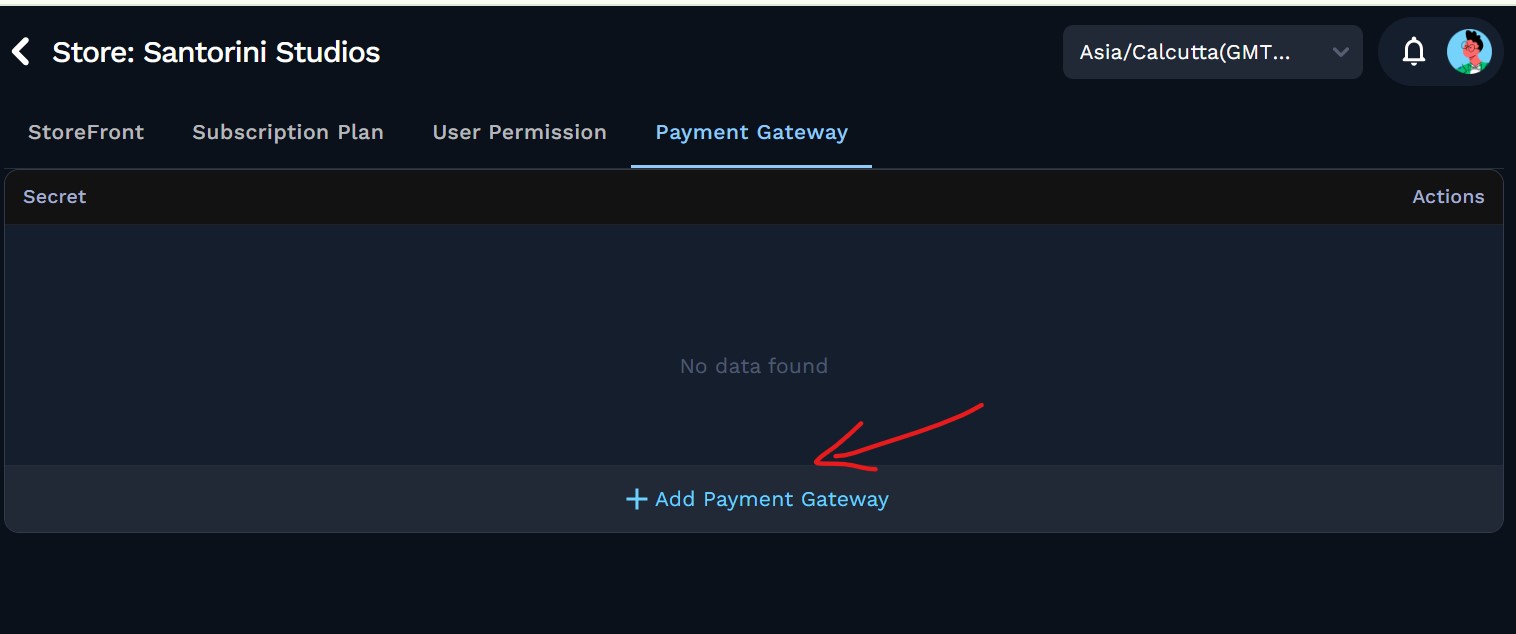 Store: Santorini Studios
Asia/Calcutta(GMT...
StoreFront
Subscription Plan
User Permission
Payment Gateway
Secret
Actions
No data found
+ Add Payment Gateway